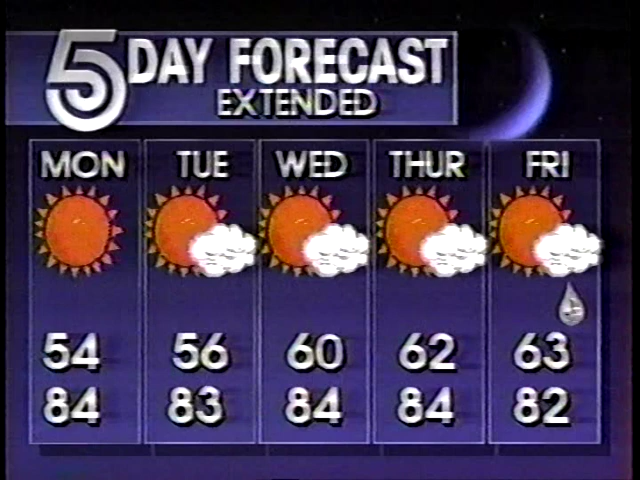 5 DAY FORECAST
EXTENDED
MON TUE WED THUR FRI
54 56 60 62 63
84 83 84 84 82